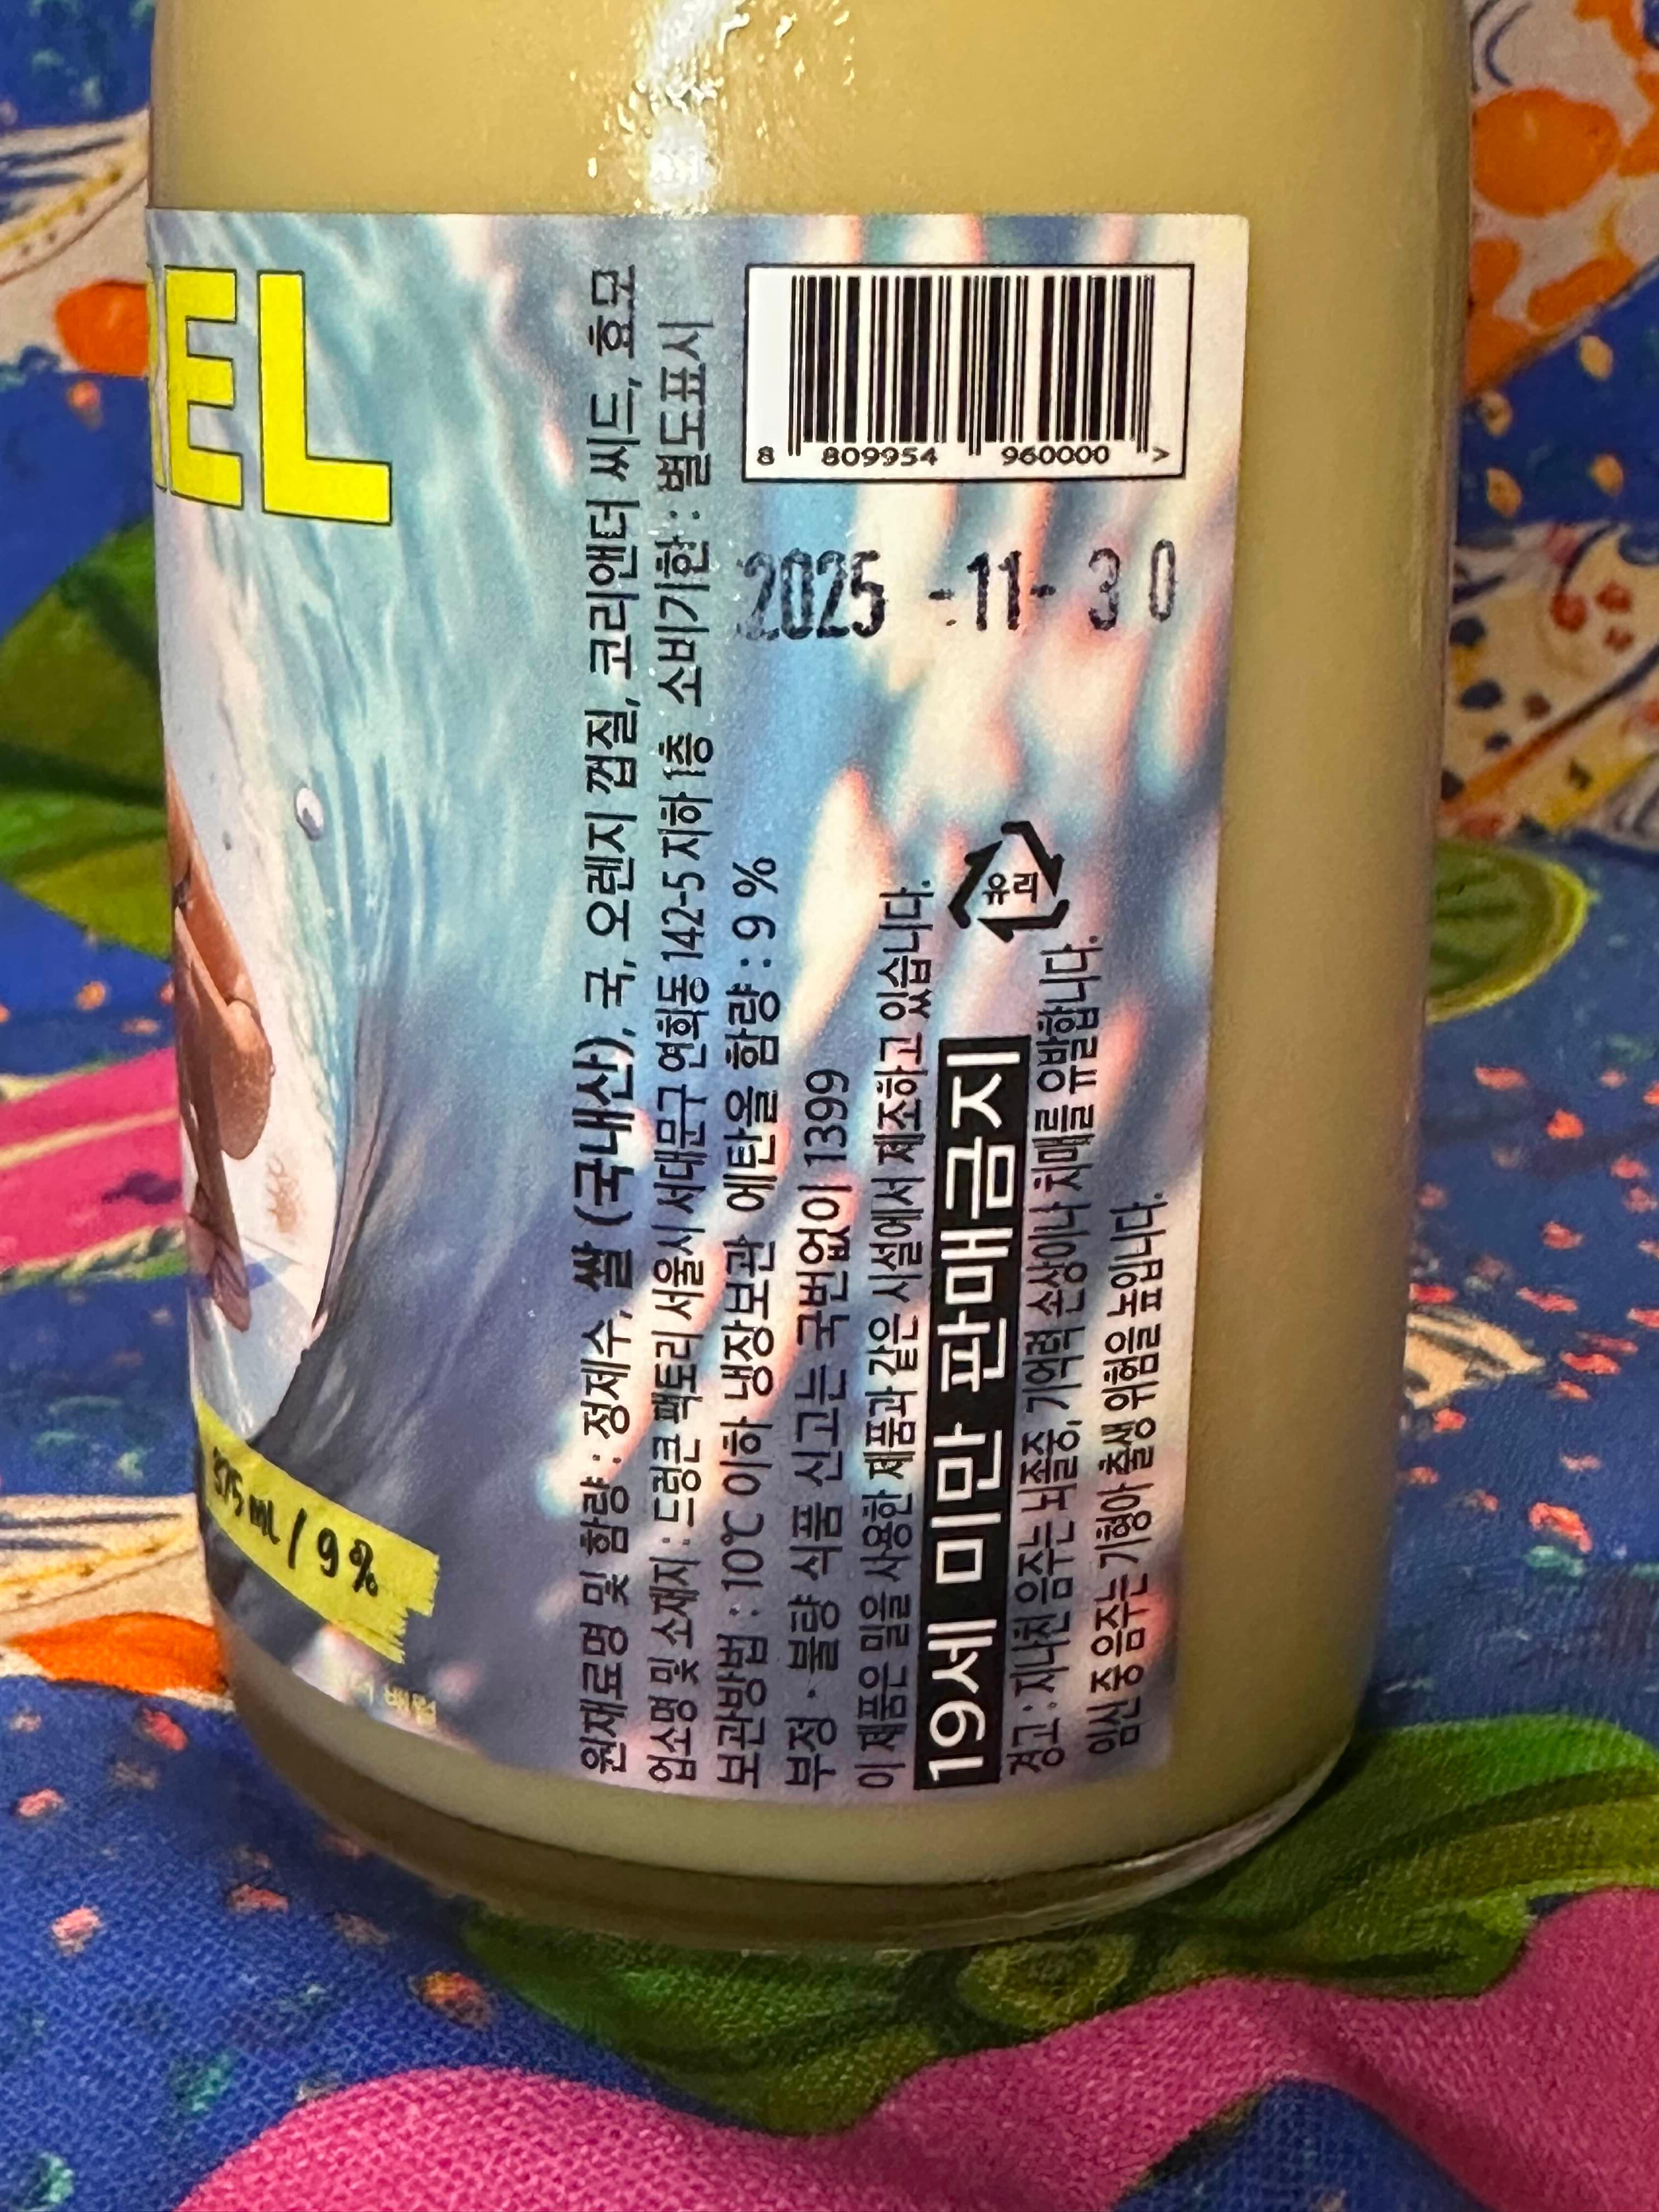 REL
375 ml / 9%
더 배럴
원재료명 및 함량 : 정제수, 쌀 (국내산), 국, 오렌지 껍질, 코리앤더 씨드, 효모
업소명 및 소재지 : 드렁큰 팩토리 서울시 서대문구 연희동 142-5 지하 1층 소비기한 : 별도표시
보관방법 : 10℃ 이하 냉장보관 에탄올 함량 : 9 %
부정 · 불량 식품 신고는 국번없이 1399
이 제품은 밀을 사용한 제품과 같은 시설에서 제조하고 있습니다.
19세 미만 판매금지
경고 : 지나친 음주는 뇌졸중, 기억력 손상이나 치매를 유발합니다.
임신 중 음주는 기형아 출생 위험을 높입니다.
유리
8 809954 960000 >
2025 -11- 30